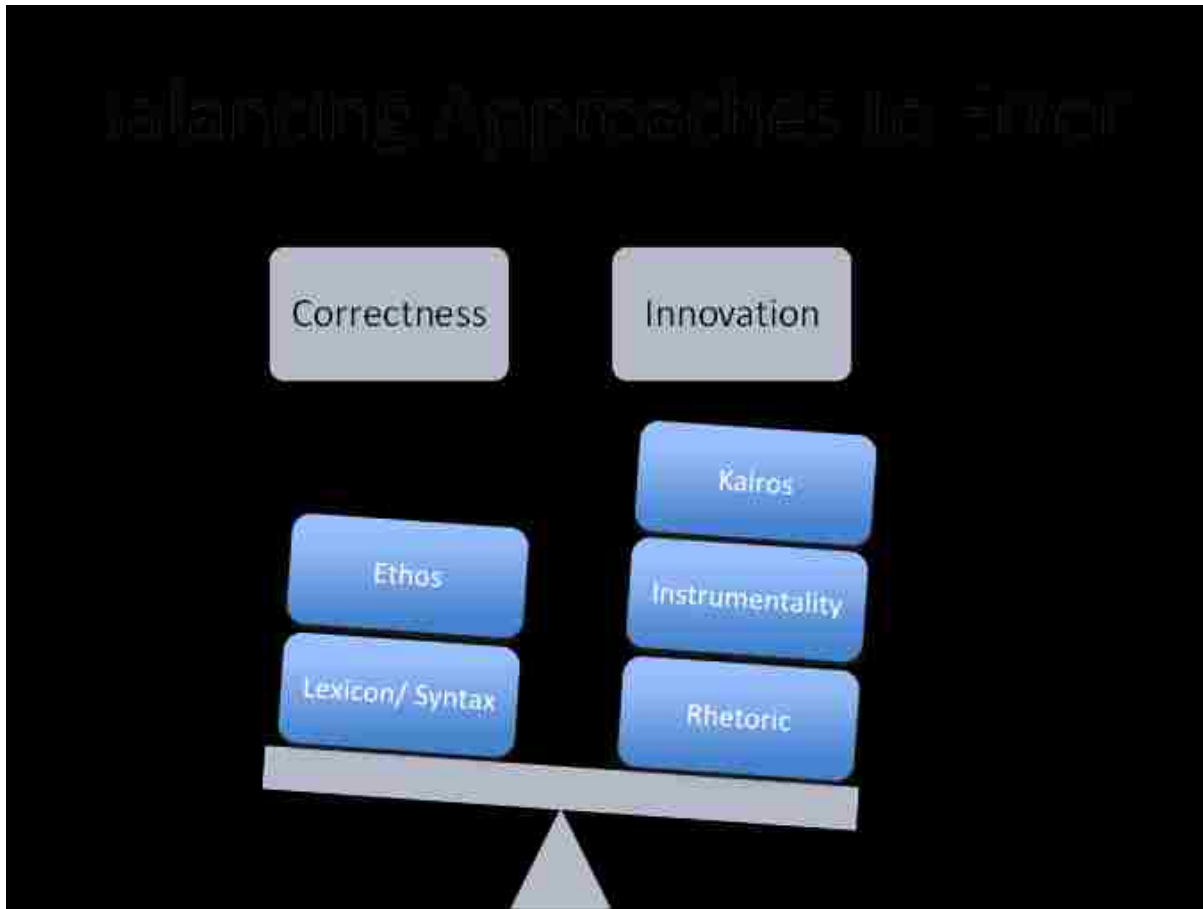 Balancing Approaches to Error
Correctness
Innovation
Kairos
Ethos
Instrumentality
Lexicon/ Syntax
Rhetoric